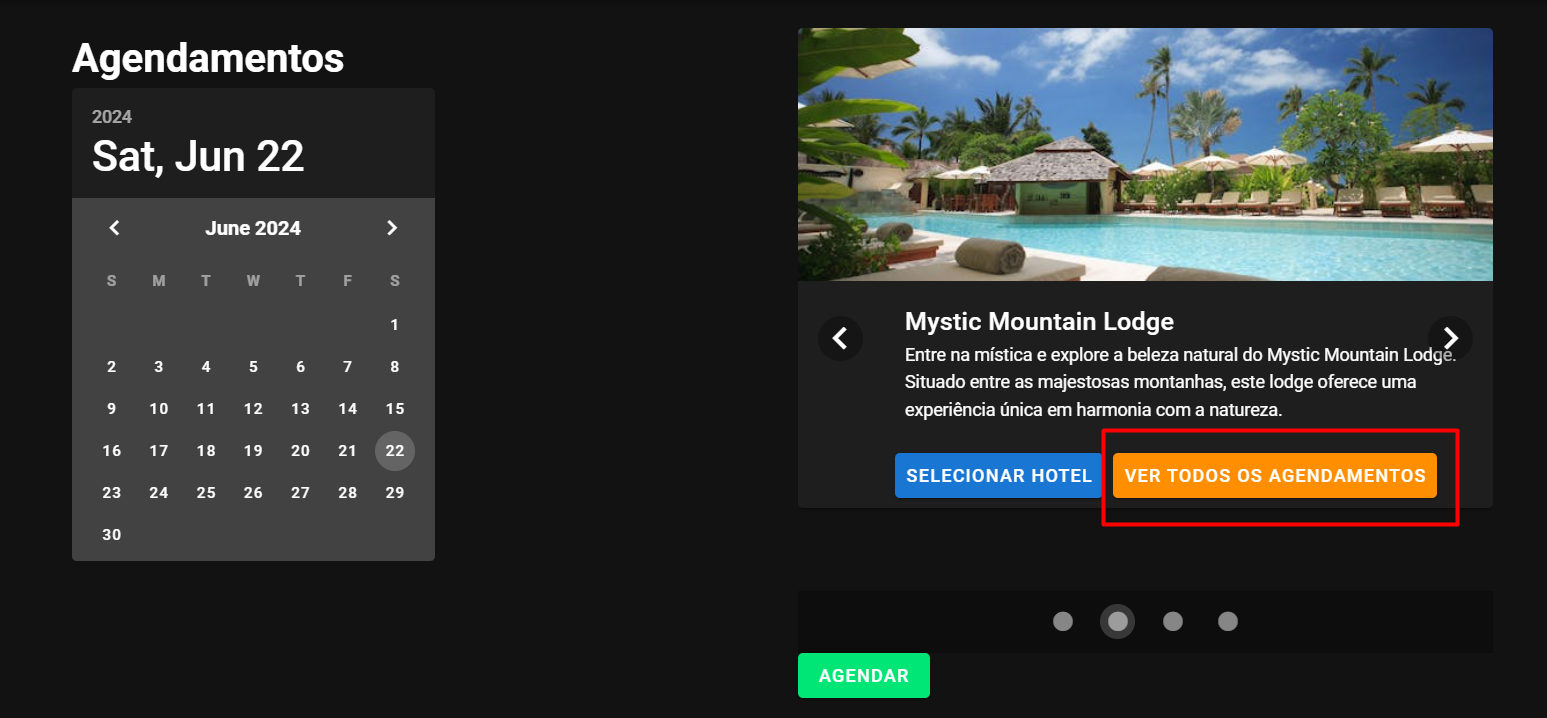 Agendamentos
2024
Sat, Jun 22
June 2024
S M T W T F S
1
2 3 4 5 6 7 8
9 10 11 12 13 14 15
16 17 18 19 20 21 22
23 24 25 26 27 28 29
30
Mystic Mountain Lodge
Entre na mística e explore a beleza natural do Mystic Mountain Lodge.
Situado entre as majestosas montanhas, este lodge oferece uma
experiência única em harmonia com a natureza.
SELECIONAR HOTEL VER TODOS OS AGENDAMENTOS
AGENDAR